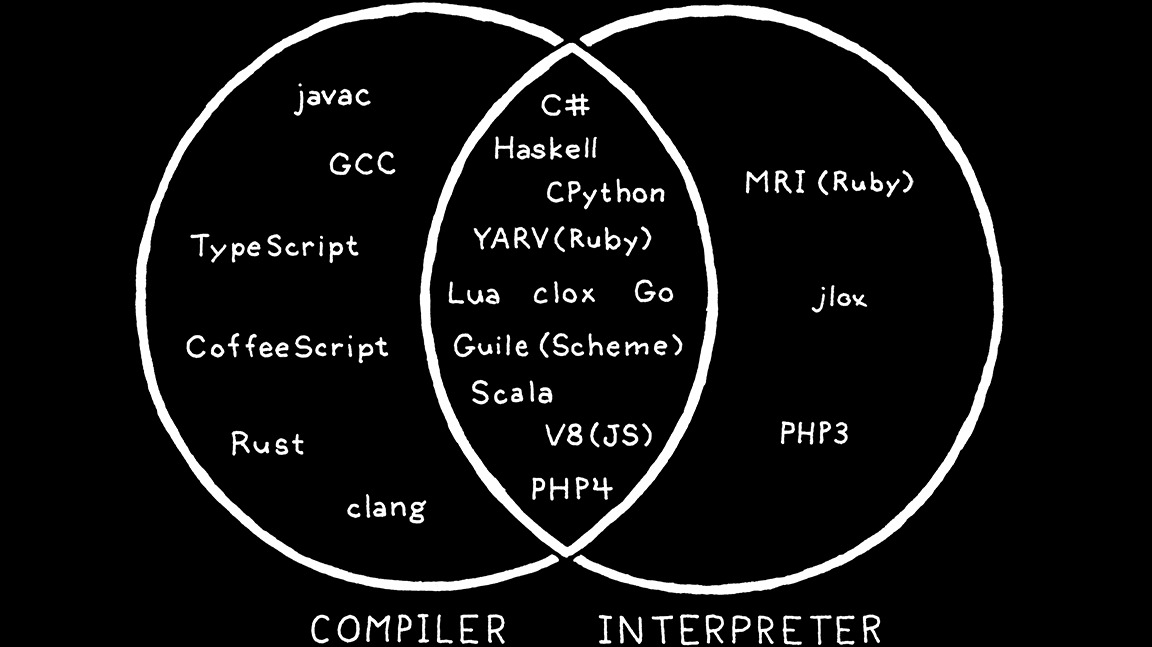 javac
GCC
TypeScript
CoffeeScript
Rust
clang
C#
Haskell
CPython
YARV(Ruby)
Lua clox Go
Guile (Scheme)
Scala
V8(JS)
PHP4
MRI (Ruby)
jlox
PHP3
COMPILER
INTERPRETER